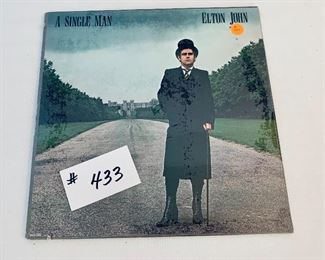 A SINGLE MAN
ELTON JOHN
# 433